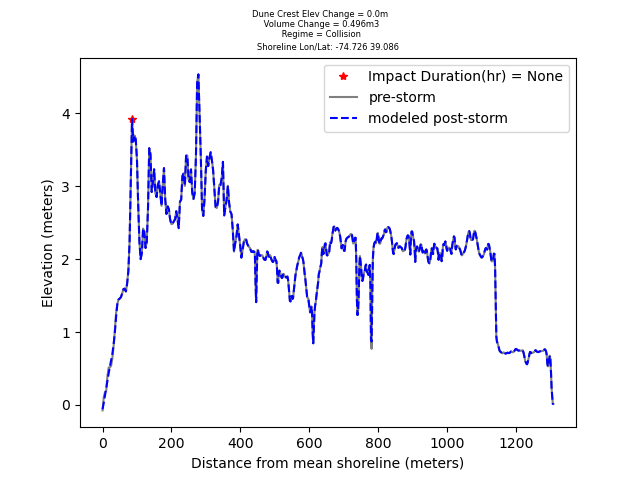 Dune Crest Elev Change = 0.0m
Volume Change = 0.496m3
Regime = Collision
Shoreline Lon/Lat: -74.726 39.086
Impact Duration(hr) = None
pre-storm
modeled post-storm
Elevation (meters)
4
3
2
1
0
0 200 400 600 800 1000 1200
Distance from mean shoreline (meters)